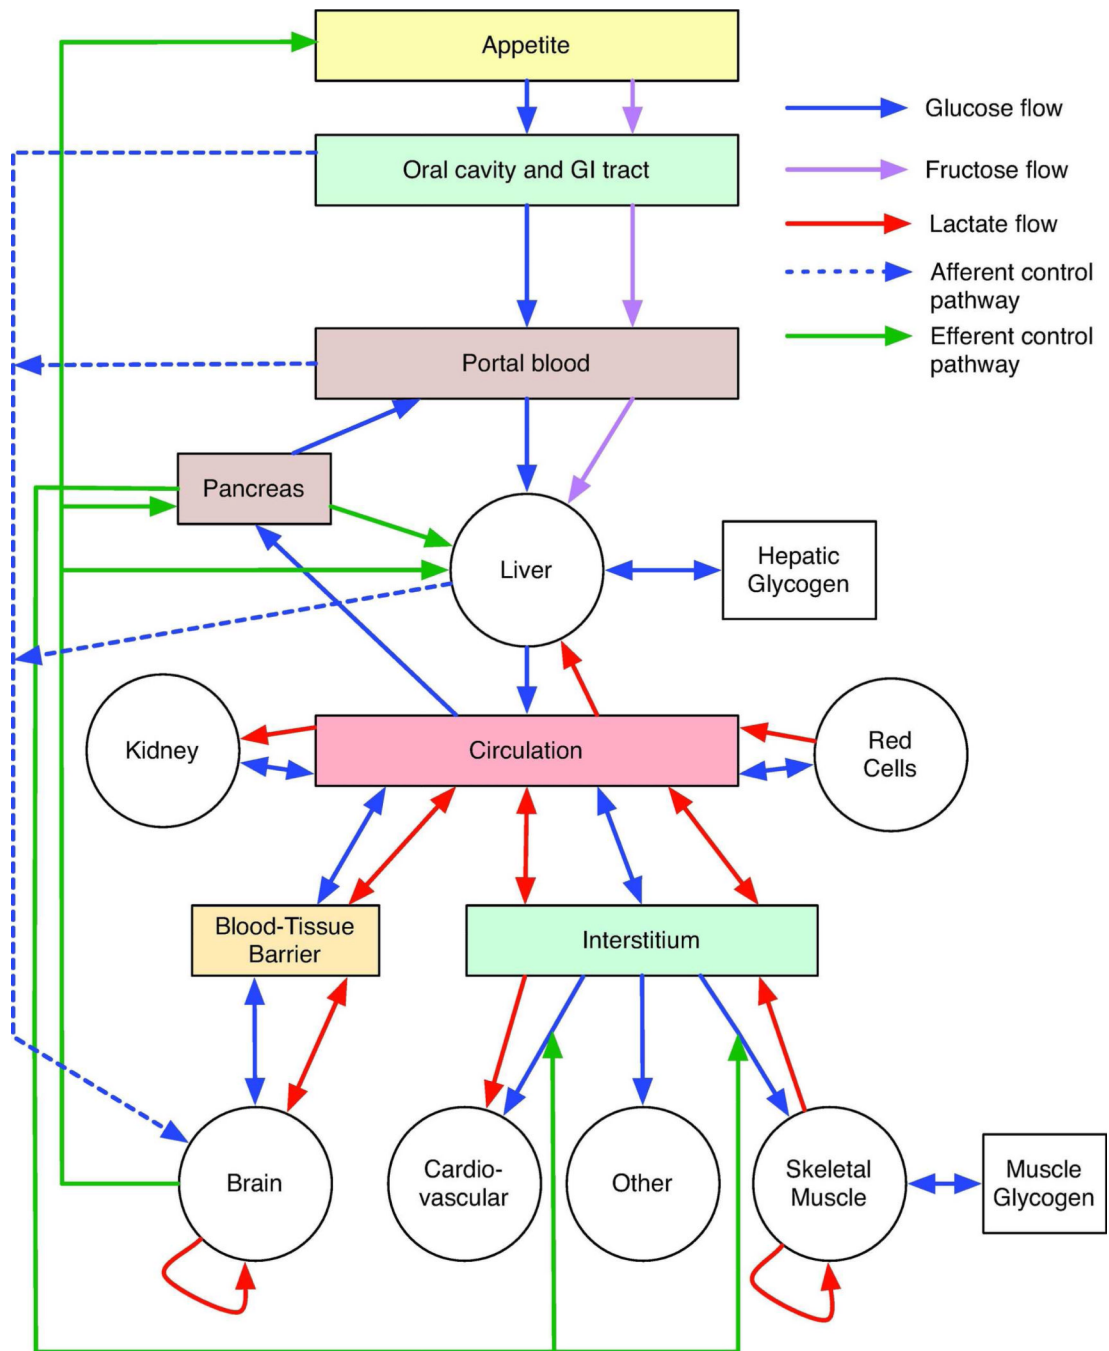 Appetite
Glucose flow
Oral cavity and GI tract
Fructose flow
Lactate flow
Afferent control
pathway
Efferent control
pathway
Portal blood
Pancreas
Liver
Hepatic
Glycogen
Kidney
Circulation
Red
Cells
Blood-Tissue
Barrier
Interstitium
Brain
Cardio-
vascular
Other
Skeletal
Muscle
Muscle
Glycogen